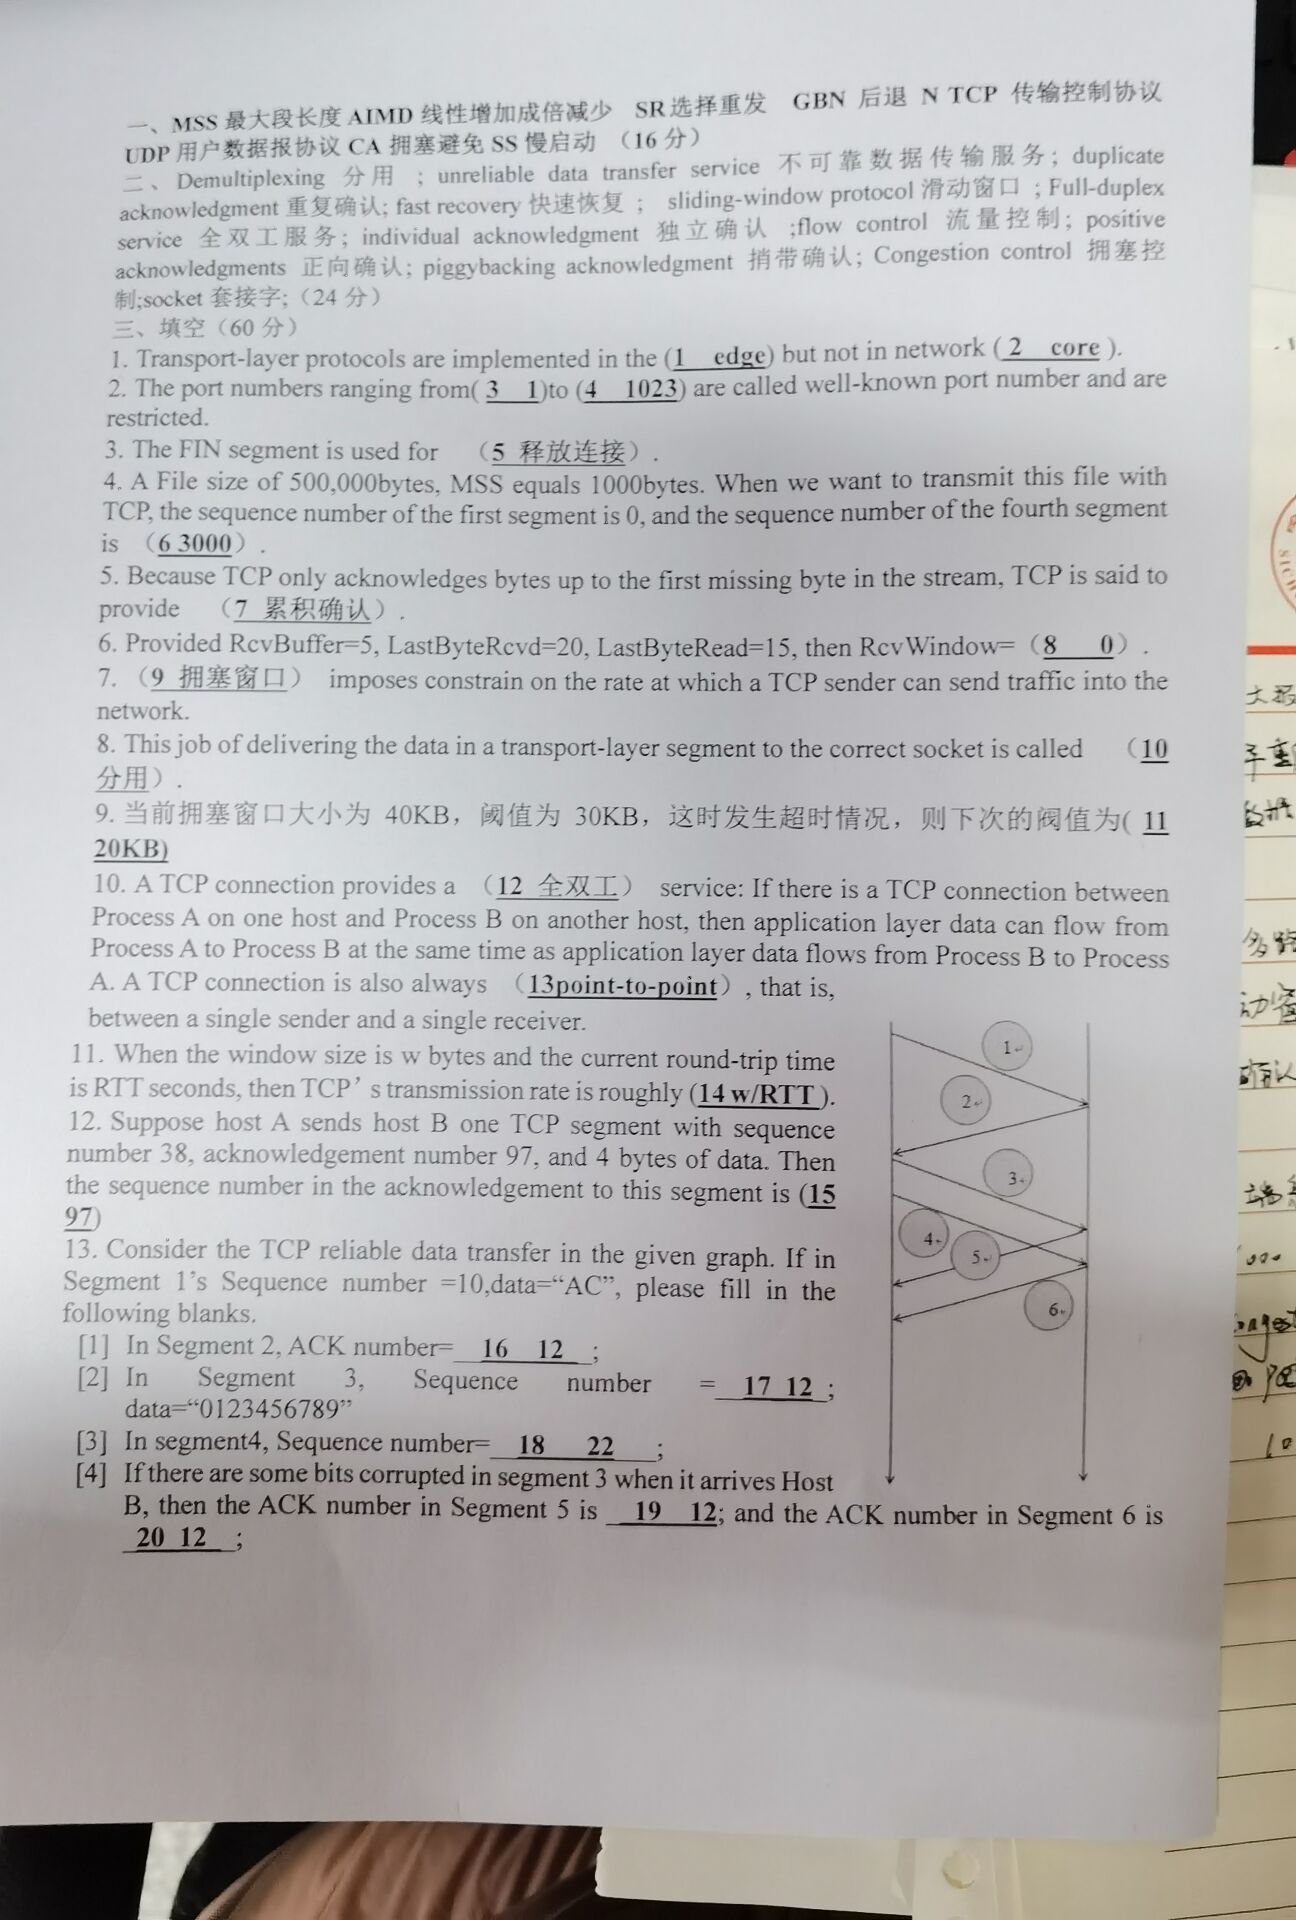 一、MSS 最大段长度 AIMD 线性增加成倍减少 SR选择重发 GBN 后退 N TCP 传输控制协议
UDP 用户数据报协议 CA 拥塞避免 SS 慢启动 （16 分）
二、Demultiplexing 分用 ; unreliable data transfer service 不可靠数据传输服务; duplicate
acknowledgment 重复确认; fast recovery 快速恢复 ; sliding-window protocol 滑动窗口 ; Full-duplex
service 全双工服务; individual acknowledgment 独立确认 ;flow control 流量控制; positive
acknowledgments 正向确认; piggybacking acknowledgment 捎带确认; Congestion control 拥塞控
制;socket 套接字;（24 分）
三、填空（60 分）
1. Transport-layer protocols are implemented in the (1 edge) but not in network ( 2 core ).
2. The port numbers ranging from( 3 1)to (4 1023) are called well-known port number and are
restricted.
3. The FIN segment is used for （5 释放连接）.
4. A File size of 500,000bytes, MSS equals 1000bytes. When we want to transmit this file with
TCP, the sequence number of the first segment is 0, and the sequence number of the fourth segment
is （6 3000）.
5. Because TCP only acknowledges bytes up to the first missing byte in the stream, TCP is said to
provide （7 累积确认）.
6. Provided RcvBuffer=5, LastByteRcvd=20, LastByteRead=15, then RcvWindow= （8 0）.
7. （9 拥塞窗口） imposes constrain on the rate at which a TCP sender can send traffic into the
network.
8. This job of delivering the data in a transport-layer segment to the correct socket is called （10
分用）.
9. 当前拥塞窗口大小为 40KB，阈值为 30KB，这时发生超时情况，则下次的阀值为( 11
20KB)
10. A TCP connection provides a （12 全双工） service: If there is a TCP connection between
Process A on one host and Process B on another host, then application layer data can flow from
Process A to Process B at the same time as application layer data flows from Process B to Process
A. A TCP connection is also always （13point-to-point）, that is,
between a single sender and a single receiver.
11. When the window size is w bytes and the current round-trip time
is RTT seconds, then TCP’ s transmission rate is roughly (14 w/RTT ).
12. Suppose host A sends host B one TCP segment with sequence
number 38, acknowledgement number 97, and 4 bytes of data. Then
the sequence number in the acknowledgement to this segment is (15
97)
13. Consider the TCP reliable data transfer in the given graph. If in
Segment 1’s Sequence number =10,data=“AC”, please fill in the
following blanks.
[1] In Segment 2, ACK number= 16 12 ;
[2] In Segment 3, Sequence number = 17 12 ;
data=“0123456789”
[3] In segment4, Sequence number= 18 22 ;
[4] If there are some bits corrupted in segment 3 when it arrives Host
B, then the ACK number in Segment 5 is 19 12; and the ACK number in Segment 6 is
20 12 ;
1
2
3
4
5
6